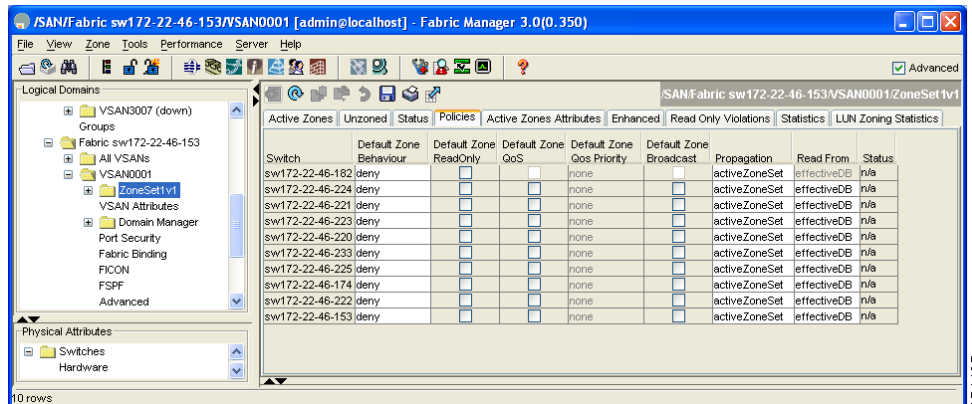 /SAN/Fabric sw172-22-46-153/VSAN0001 [admin@localhost] - Fabric Manager 3.0(0.350)
File View Zone Tools Performance Server Help
Advanced
Logical Domains
VSAN3007 (down)
Groups
Fabric sw172-22-46-153
All VSANs
VSAN0001
ZoneSet1v1
VSAN Attributes
Domain Manager
Port Security
Fabric Binding
FICON
FSPF
Advanced
Physical Attributes
Switches
Hardware
/SAN/Fabric sw172-22-46-153/VSAN0001/ZoneSet1v1
Active Zones Unzoned Status Policies Active Zones Attributes Enhanced Read Only Violations Statistics LUN Zoning Statistics
Default Zone Default Zone Default Zone Default Zone Default Zone
Switch Behaviour ReadOnly QoS Qos Priority Broadcast Propagation Read From Status
sw172-22-46-182 deny none activeZoneSet effectiveDB n/a
sw172-22-46-224 deny none activeZoneSet effectiveDB n/a
sw172-22-46-221 deny none activeZoneSet effectiveDB n/a
sw172-22-46-223 deny none activeZoneSet effectiveDB n/a
sw172-22-46-220 deny none activeZoneSet effectiveDB n/a
sw172-22-46-233 deny none activeZoneSet effectiveDB n/a
sw172-22-46-225 deny none activeZoneSet effectiveDB n/a
sw172-22-46-174 deny none activeZoneSet effectiveDB n/a
sw172-22-46-222 deny none activeZoneSet effectiveDB n/a
sw172-22-46-153 deny none activeZoneSet effectiveDB n/a
10 rows